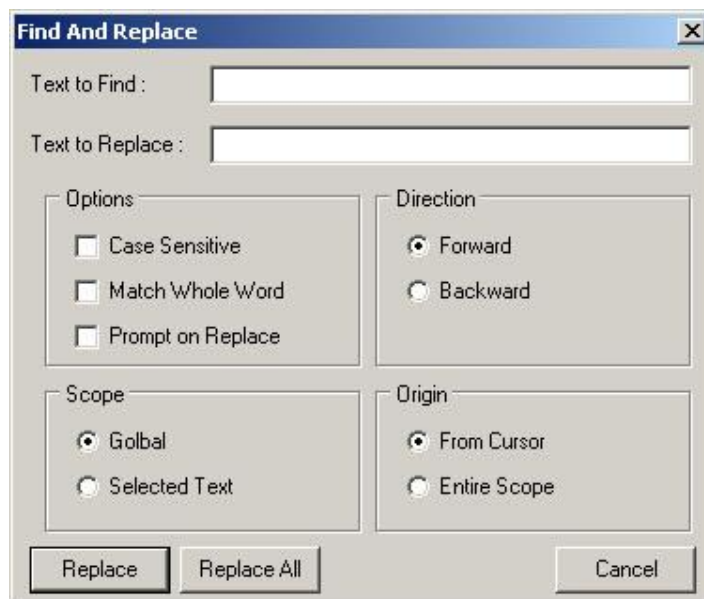 Find And Replace
Text to Find :
Text to Replace :
Options
Case Sensitive
Match Whole Word
Prompt on Replace
Direction
Forward
Backward
Scope
Golbal
Selected Text
Origin
From Cursor
Entire Scope
Replace
Replace All
Cancel